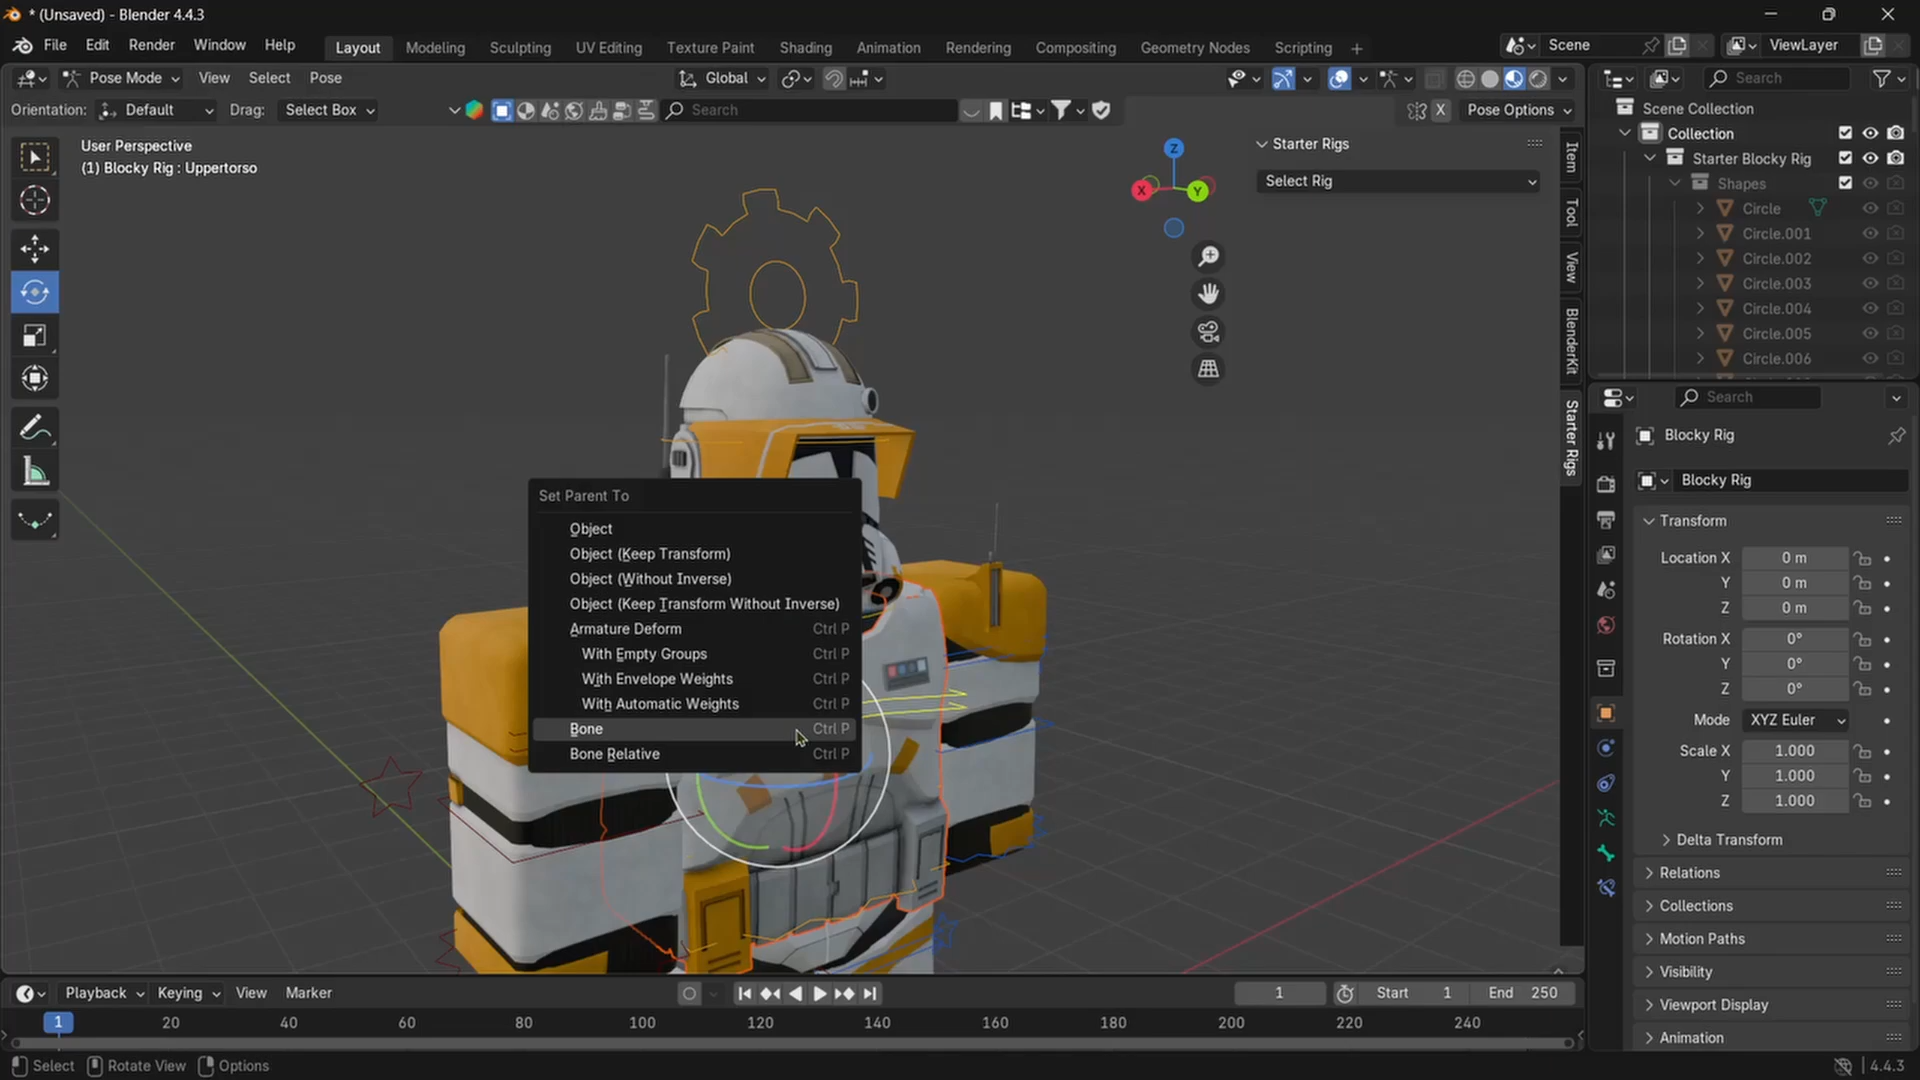 * (Unsaved) - Blender 4.4.3
File Edit Render Window Help Layout Modeling Sculpting UV Editing Texture Paint Shading Animation Rendering Compositing Geometry Nodes Scripting + Scene ViewLayer
Pose Mode View Select Pose Global Search
Orientation: Default Drag: Select Box Search X Pose Options
User Perspective
(1) Blocky Rig : Uppertorso
Z
X
Y
Starter Rigs
Select Rig
Item
Tool
View
BlenderKit
Starter Rigs
Scene Collection
Collection
Starter Blocky Rig
Shapes
Circle
Circle.001
Circle.002
Circle.003
Circle.004
Circle.005
Circle.006
Set Parent To
Object
Object (Keep Transform)
Object (Without Inverse)
Object (Keep Transform Without Inverse)
Armature Deform Ctrl P
With Empty Groups Ctrl P
With Envelope Weights Ctrl P
With Automatic Weights Ctrl P
Bone Ctrl P
Bone Relative Ctrl P
Search
Blocky Rig
Blocky Rig
Transform
Location X 0 m
Y 0 m
Z 0 m
Rotation X 0°
Y 0°
Z 0°
Mode XYZ Euler
Scale X 1.000
Y 1.000
Z 1.000
Delta Transform
Relations
Collections
Motion Paths
Visibility
Viewport Display
Animation
Playback Keying View Marker 1 Start 1 End 250
1 20 40 60 80 100 120 140 160 180 200 220 240
Select Rotate View Options 4.4.3